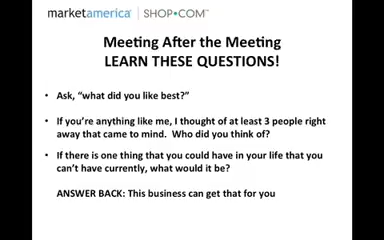 marketamerica | SHOP•COM
Meeting After the Meeting
LEARN THESE QUESTIONS!
• Ask, “what did you like best?”
• If you’re anything like me, I thought of at least 3 people right
away that came to mind. Who did you think of?
• If there is one thing that you could have in your life that you
can’t have currently, what would it be?
ANSWER BACK: This business can get that for you